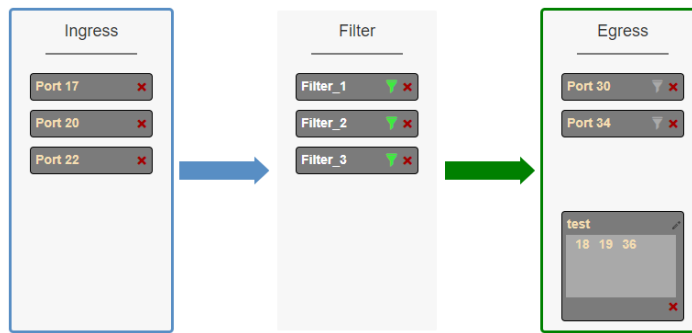 Ingress
Port 17
Port 20
Port 22
Filter
Filter_1
Filter_2
Filter_3
Egress
Port 30
Port 34
test
18 19 36